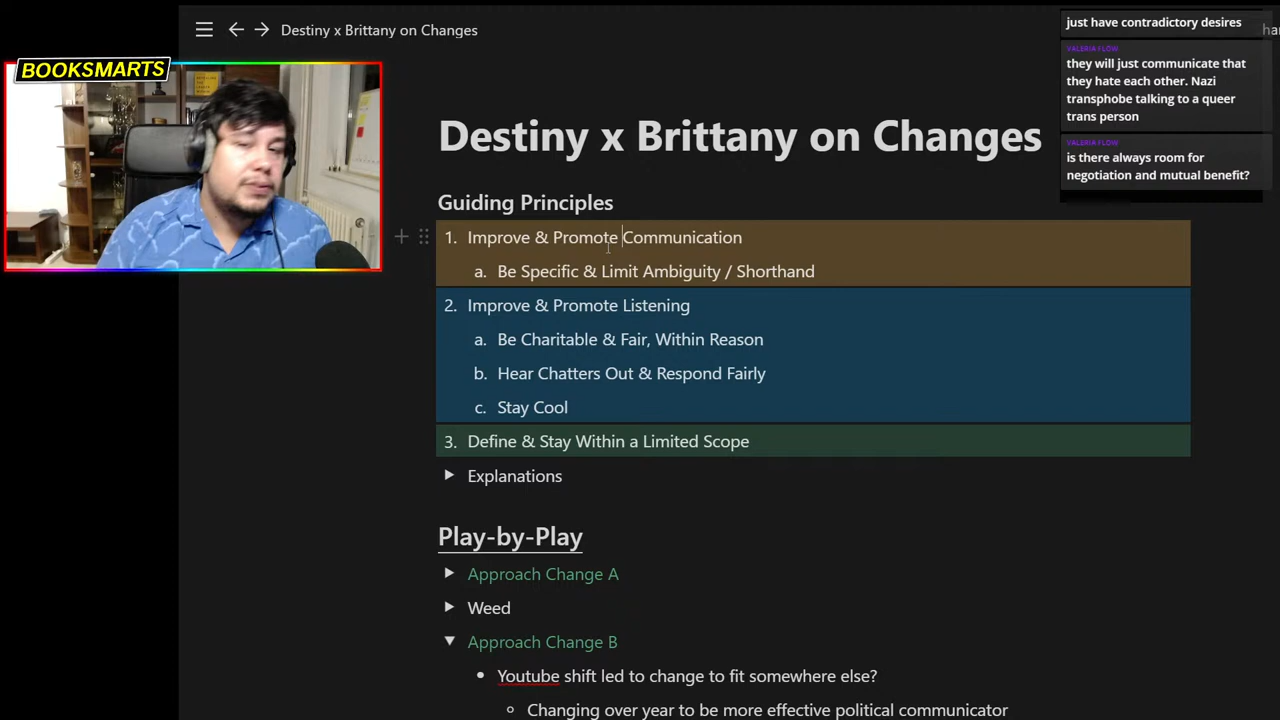 Destiny x Brittany on Changes
just have contradictory desires
BOOKSMARTS
VALERIA FLOW
they will just communicate that
they hate each other. Nazi
transphobe talking to a queer
trans person
VALERIA FLOW
is there always room for
negotiation and mutual benefit?
Destiny x Brittany on Changes
Guiding Principles
1. Improve & Promote Communication
a. Be Specific & Limit Ambiguity / Shorthand
2. Improve & Promote Listening
a. Be Charitable & Fair, Within Reason
b. Hear Chatters Out & Respond Fairly
c. Stay Cool
3. Define & Stay Within a Limited Scope
Explanations
Play-by-Play
Approach Change A
Weed
Approach Change B
Youtube shift led to change to fit somewhere else?
Changing over year to be more effective political communicator